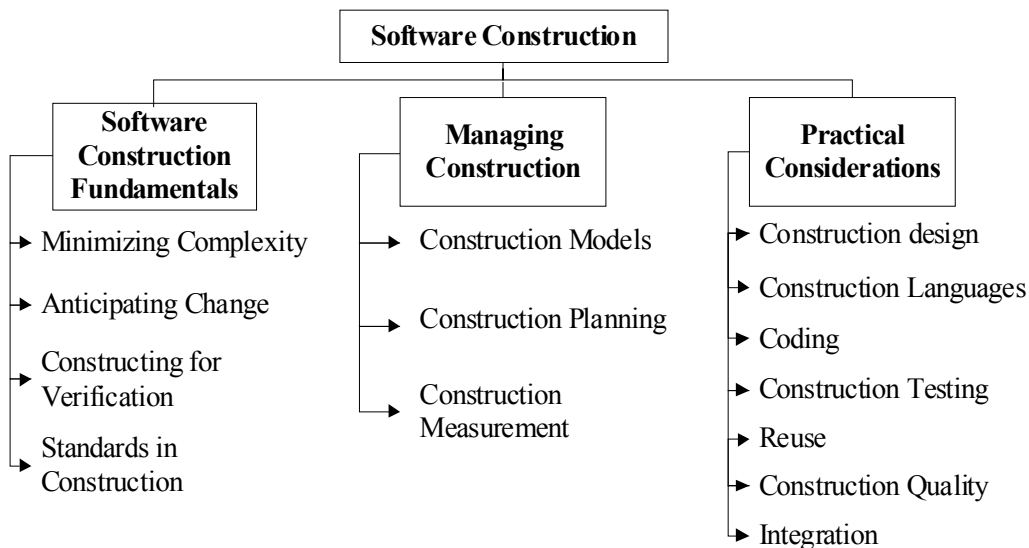 Software Construction
Software
Construction
Fundamentals
Minimizing Complexity
Anticipating Change
Constructing for
Verification
Standards in
Construction
Managing
Construction
Construction Models
Construction Planning
Construction
Measurement
Practical
Considerations
Construction design
Construction Languages
Coding
Construction Testing
Reuse
Construction Quality
Integration